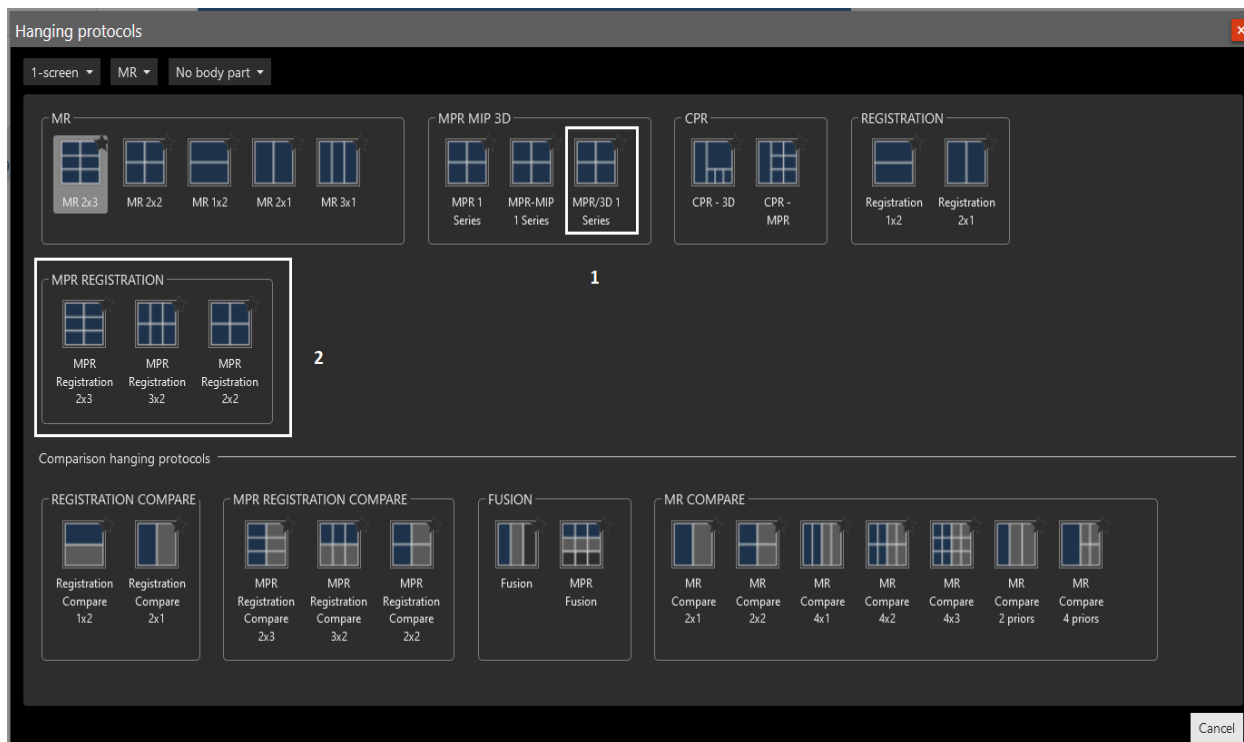 Hanging protocols
1-screen
MR
No body part
MR
MR 2x3
MR 2x2
MR 1x2
MR 2x1
MR 3x1
MPR MIP 3D
MPR 1
Series
MPR-MIP
1 Series
MPR/3D 1
Series
CPR
CPR - 3D
CPR -
MPR
REGISTRATION
Registration
1x2
Registration
2x1
1
MPR REGISTRATION
MPR
Registration
2x3
MPR
Registration
3x2
MPR
Registration
2x2
2
Comparison hanging protocols
REGISTRATION COMPARE
Registration
Compare
1x2
Registration
Compare
2x1
MPR REGISTRATION COMPARE
MPR
Registration
Compare
2x3
MPR
Registration
Compare
3x2
MPR
Registration
Compare
2x2
FUSION
Fusion
MPR
Fusion
MR COMPARE
MR
Compare
2x1
MR
Compare
2x2
MR
Compare
4x1
MR
Compare
4x2
MR
Compare
4x3
MR
Compare
2 priors
MR
Compare
4 priors
Cancel